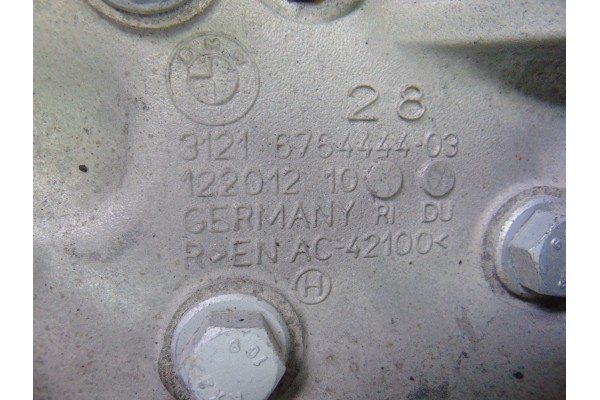 BMW
28
3121 6764444-03
122012 10
GERMANY RI DU
R>EN AC-42100<
H